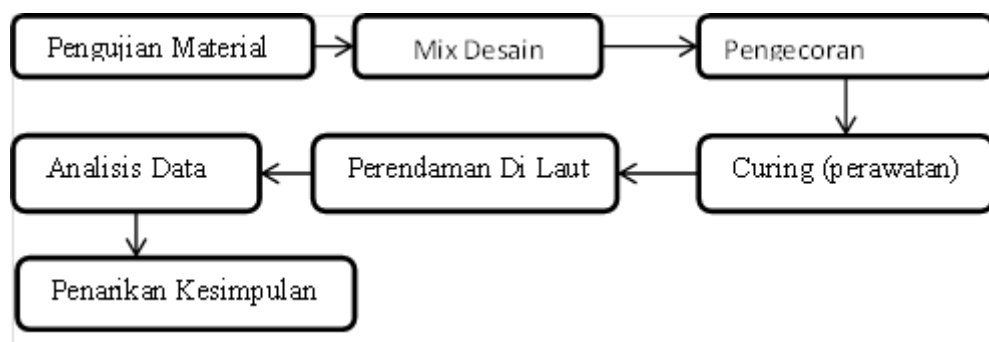 Pengujian Material
Mix Desain
Pengecoran
Curing (perawatan)
Perendaman Di Laut
Analisis Data
Penarikan Kesimpulan